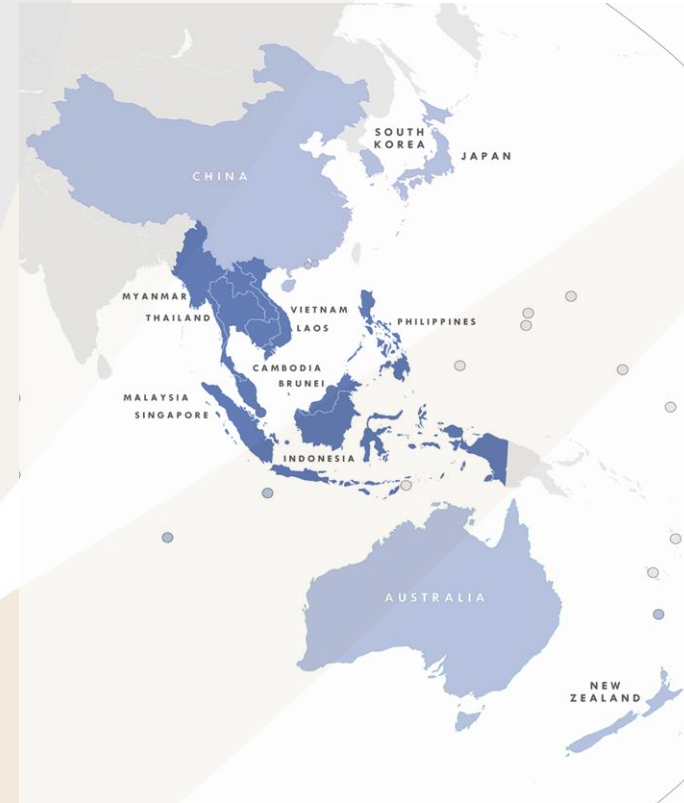 CHINA
SOUTH
KOREA
JAPAN
MYANMAR
THAILAND
VIETNAM
LAOS
PHILIPPINES
CAMBODIA
BRUNEI
MALAYSIA
SINGAPORE
INDONESIA
AUSTRALIA
NEW
ZEALAND